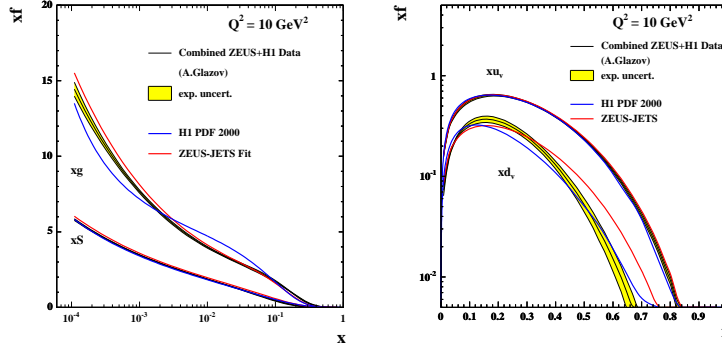 xf
Q² = 10 GeV²
20
15
10
5
0
Combined ZEUS+H1 Data
(A.Glazov)
exp. uncert.
H1 PDF 2000
ZEUS-JETS Fit
xg
xS
10⁻⁴ 10⁻³ 10⁻² 10⁻¹ 1
x
xf
Q² = 10 GeV²
1
10⁻¹
10⁻²
xuᵥ
Combined ZEUS+H1 Data
(A.Glazov)
exp. uncert.
H1 PDF 2000
ZEUS-JETS
xdᵥ
0 0.1 0.2 0.3 0.4 0.5 0.6 0.7 0.8 0.9